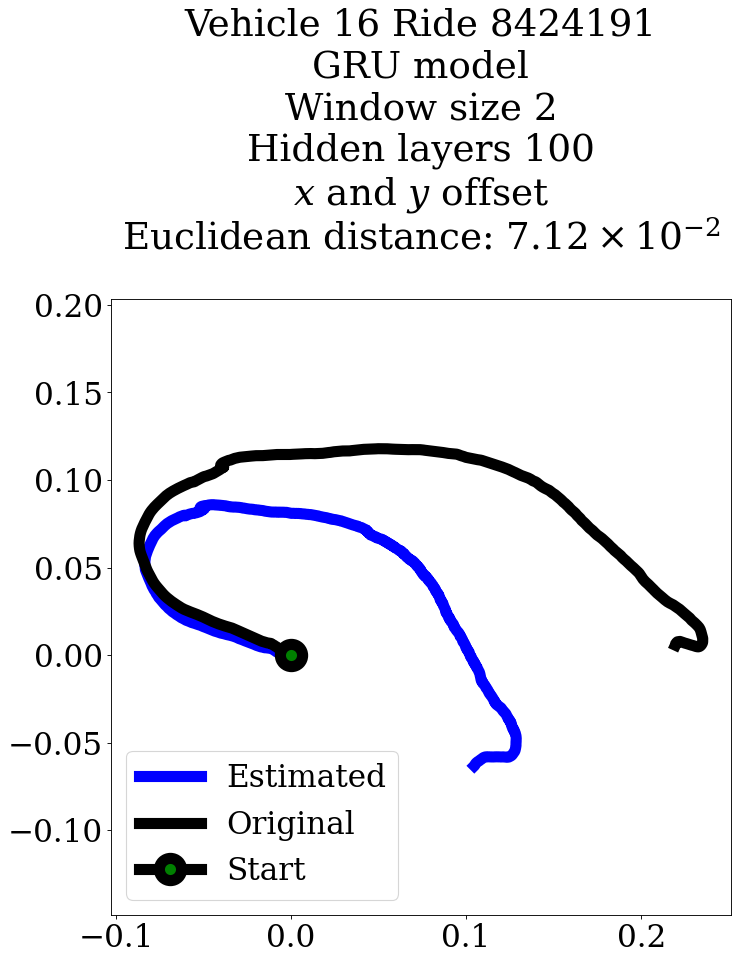 Vehicle 16 Ride 8424191
GRU model
Window size 2
Hidden layers 100
x and y offset
Euclidean distance: 7.12 × 10⁻²
0.20
0.15
0.10
0.05
0.00
−0.05
−0.10
Estimated
Original
Start
−0.1
0.0
0.1
0.2